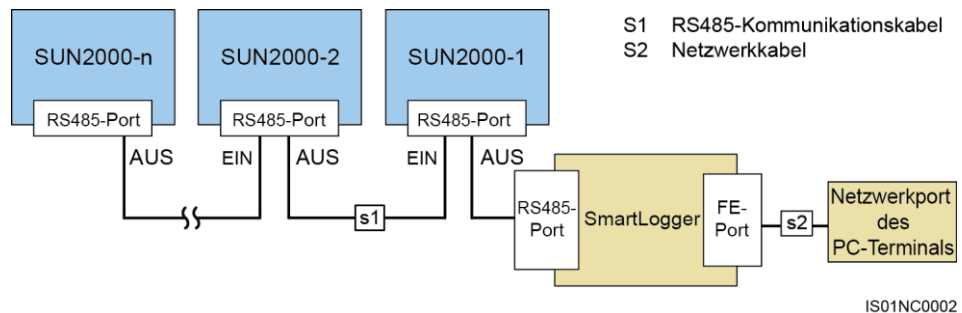 SUN2000-n
SUN2000-2
SUN2000-1
S1 RS485-Kommunikationskabel
S2 Netzwerkkabel
RS485-Port
RS485-Port
RS485-Port
AUS
EIN
AUS
EIN
AUS
s1
RS485-
Port
SmartLogger
FE-
Port
s2
Netzwerkport
des
PC-Terminals
IS01NC0002